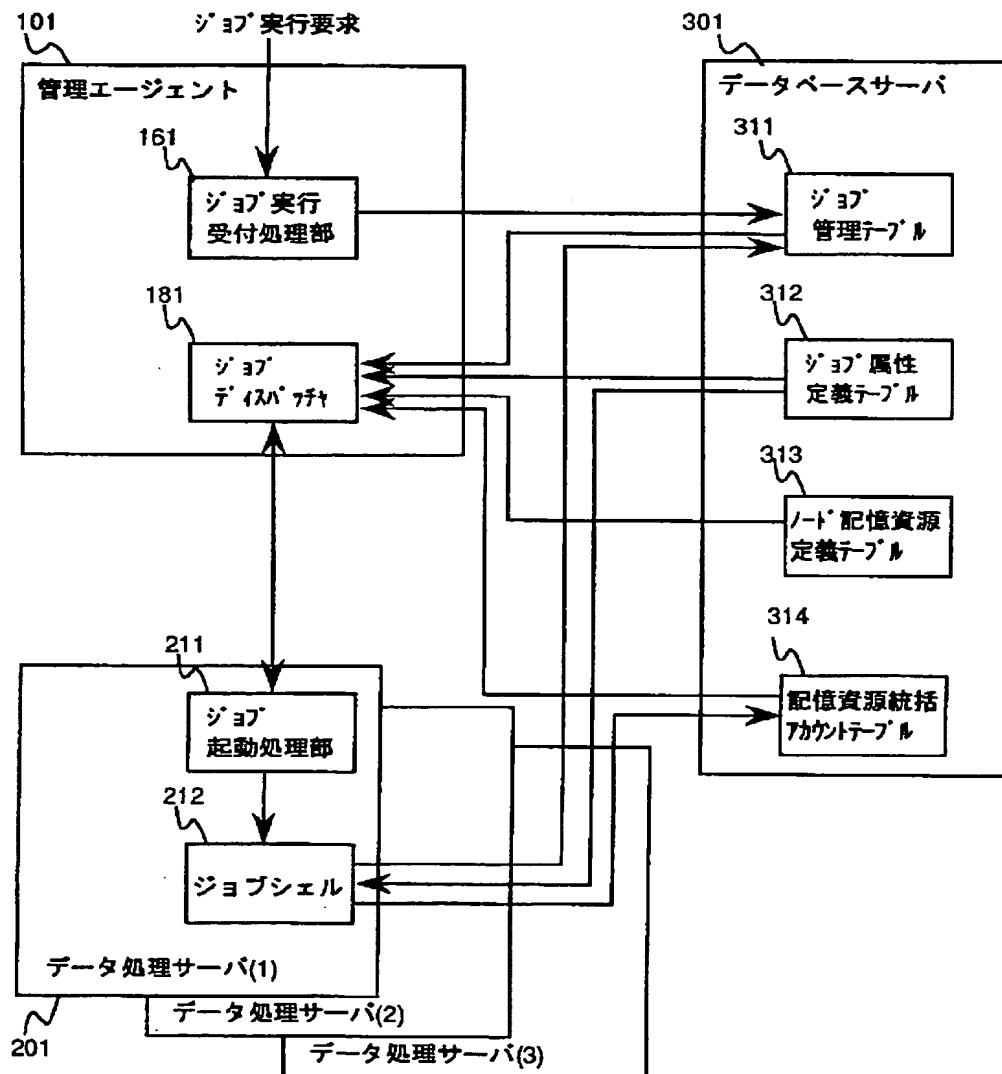 101
ジョブ実行要求
301
管理エージェント
データベースサーバ
161
ジョブ実行
受付処理部
311
ジョブ
管理テーブル
181
ジョブ
ディスパッチャ
312
ジョブ属性
定義テーブル
313
ノード記憶資源
定義テーブル
314
記憶資源統括
アカウントテーブル
211
ジョブ
起動処理部
212
ジョブシェル
データ処理サーバ(1)
201
データ処理サーバ(2)
データ処理サーバ(3)